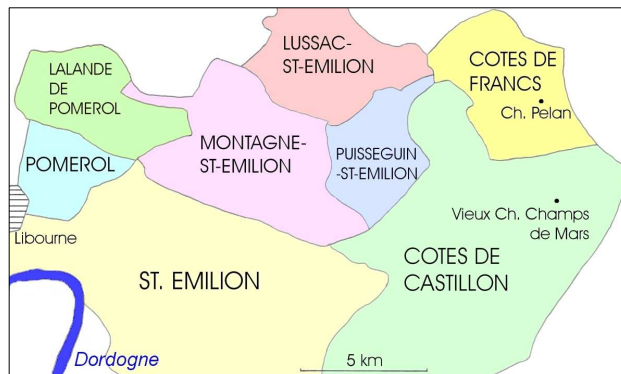 LUSSAC-
ST-EMILION
COTES DE
FRANCS
Ch. Pelan
LALANDE
DE
POMEROL
MONTAGNE-
ST-EMILION
PUISSEGUIN
-ST-EMILION
POMEROL
Vieux Ch. Champs
de Mars
Libourne
COTES DE
CASTILLON
ST. EMILION
Dordogne
5 km